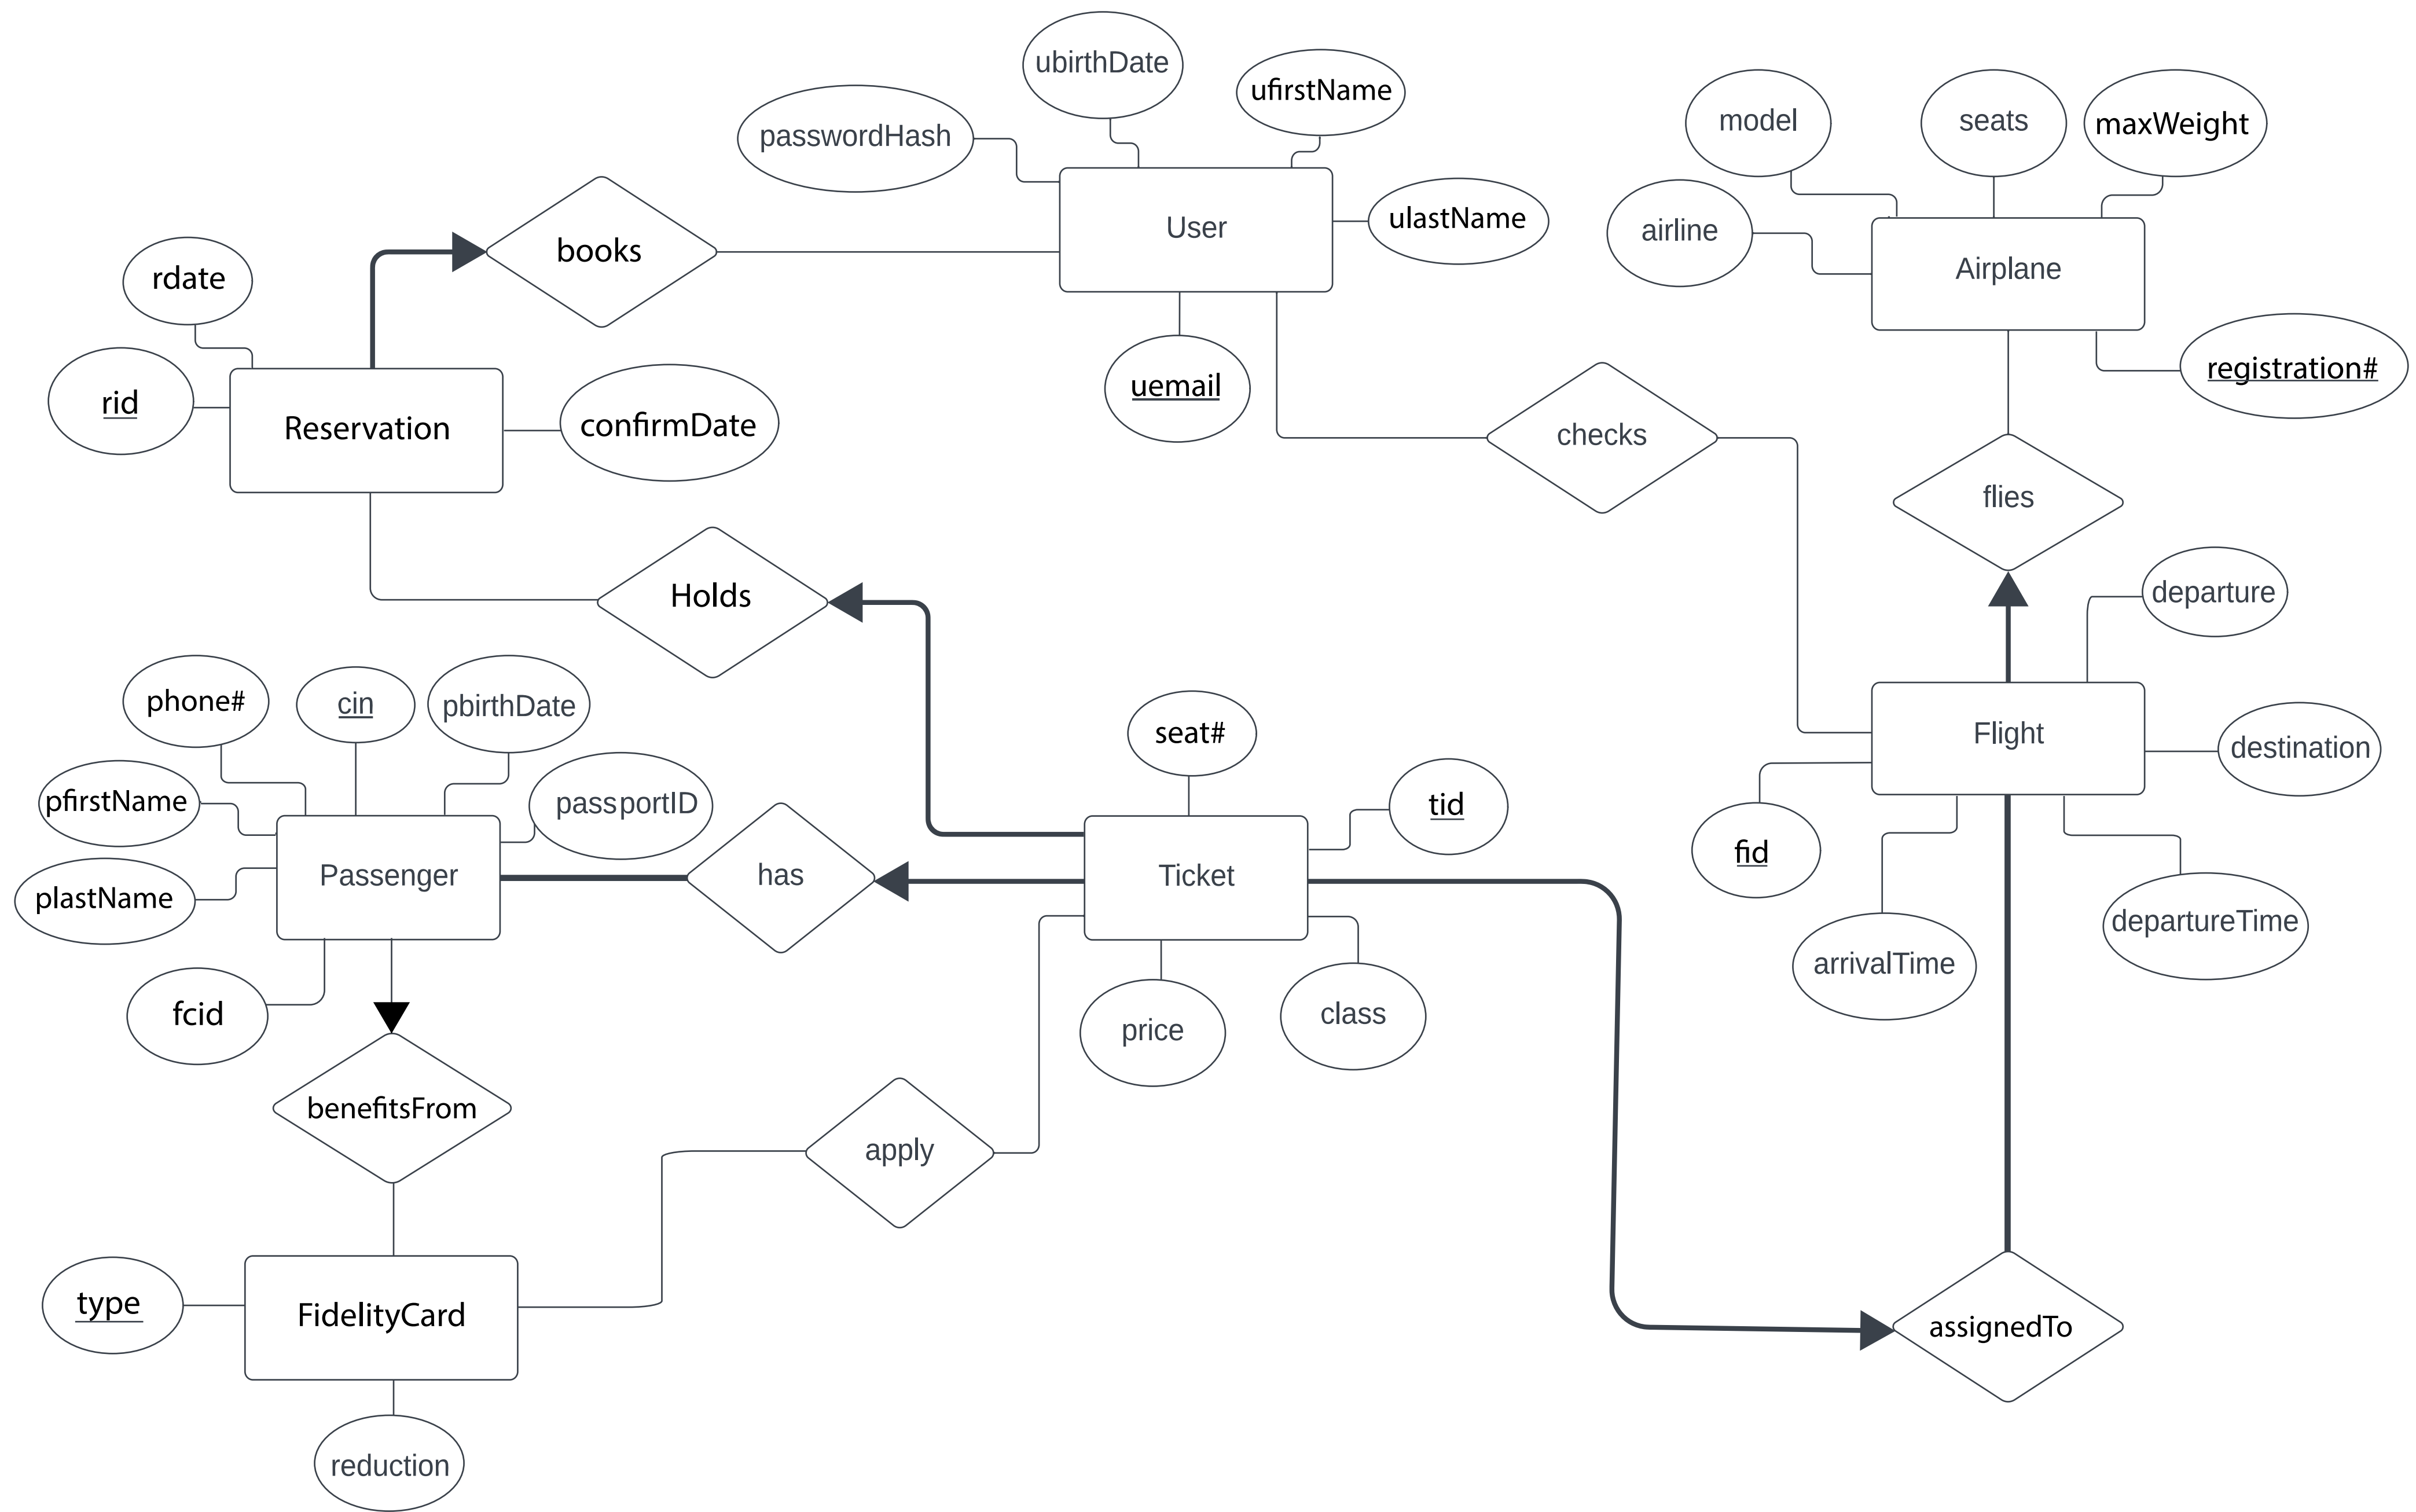 ubirthDate
ufirstName
passwordHash
User
ulastName
uemail
model
seats
maxWeight
airline
Airplane
registration#
books
rdate
rid
Reservation
confirmDate
checks
flies
Holds
departure
Flight
destination
fid
arrivalTime
departureTime
phone#
cin
pbirthDate
pfirstName
passportID
plastName
Passenger
has
fcid
seat#
tid
Ticket
price
class
benefitsFrom
apply
assignedTo
type
FidelityCard
reduction